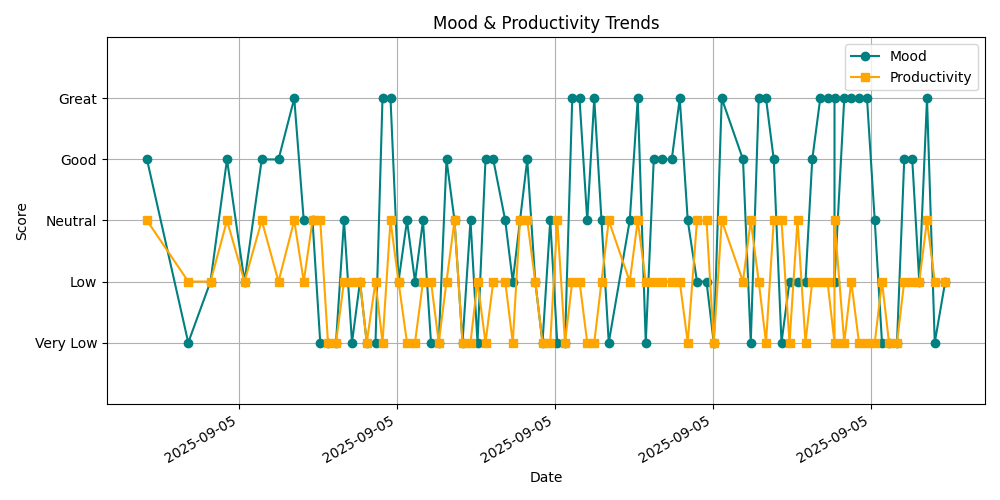 Mood & Productivity Trends
Mood
Productivity
Great
Good
Neutral
Low
Very Low
Score
2025-09-05
2025-09-05
2025-09-05
2025-09-05
2025-09-05
Date